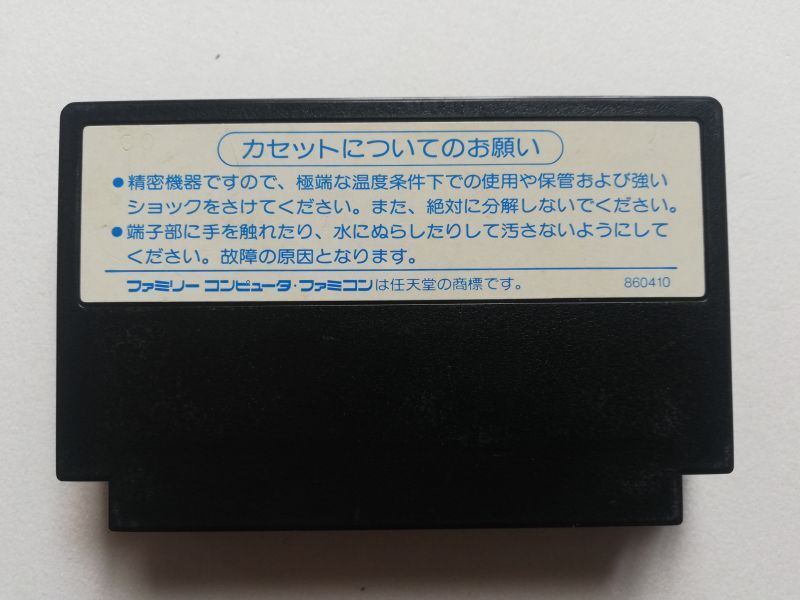 カセットについてのお願い
●精密機器ですので、極端な温度条件下での使用や保管および強い
ショックをさけてください。また、絶対に分解しないでください。
●端子部に手を触れたり、水にぬらしたりして汚さないようにして
ください。故障の原因となります。
ファミリー コンピュータ・ファミコンは任天堂の商標です。 860410